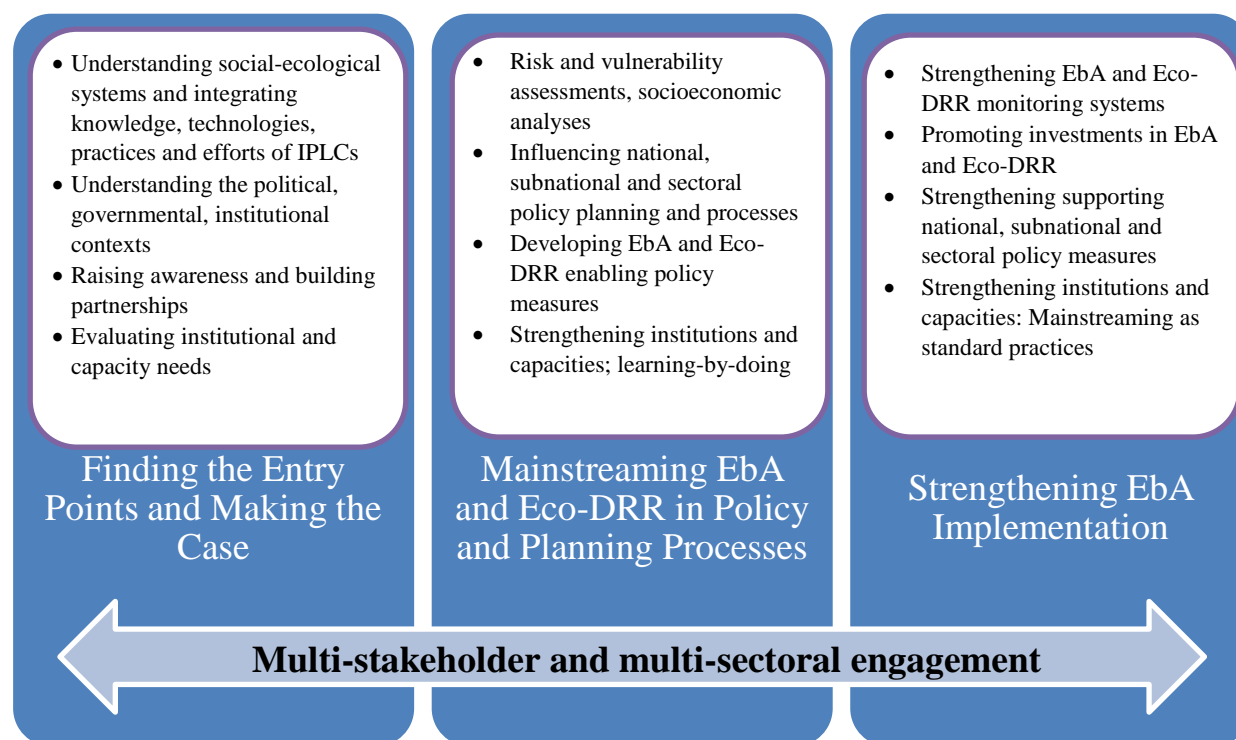 • Understanding social-ecological
systems and integrating
knowledge, technologies,
practices and efforts of IPLCs
• Understanding the political,
governmental, institutional
contexts
• Raising awareness and building
partnerships
• Evaluating institutional and
capacity needs
Finding the Entry
Points and Making the
Case
• Risk and vulnerability
assessments, socioeconomic
analyses
• Influencing national,
subnational and sectoral
policy planning and processes
• Developing EbA and Eco-
DRR enabling policy
measures
• Strengthening institutions and
capacities; learning-by-doing
Mainstreaming EbA
and Eco-DRR in Policy
and Planning Processes
• Strengthening EbA and Eco-
DRR monitoring systems
• Promoting investments in EbA
and Eco-DRR
• Strengthening supporting
national, subnational and
sectoral policy measures
• Strengthening institutions and
capacities: Mainstreaming as
standard practices
Strengthening EbA
Implementation
Multi-stakeholder and multi-sectoral engagement